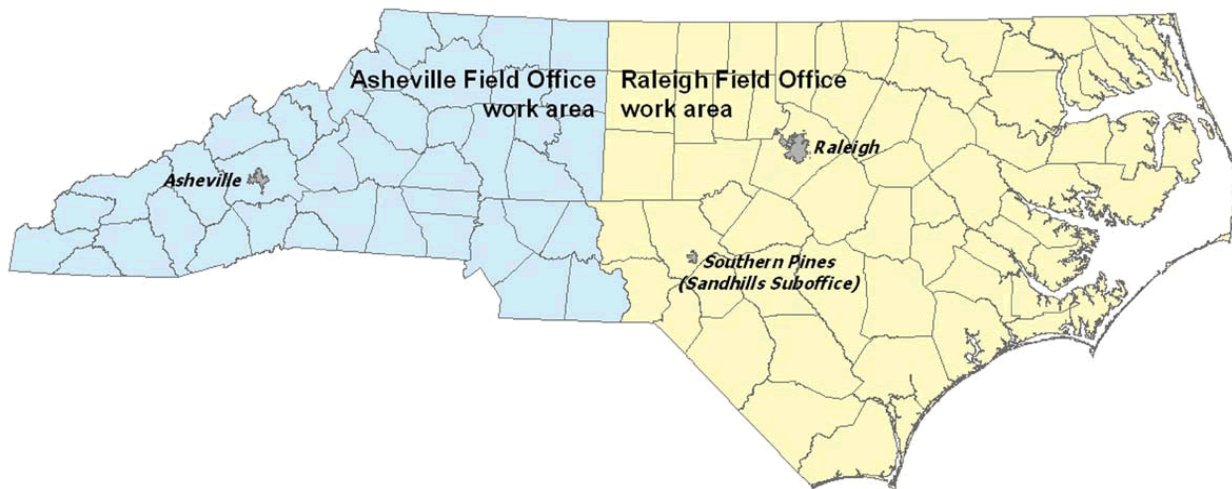 Asheville Field Office
work area
Raleigh Field Office
work area
Raleigh
Asheville
Southern Pines
(Sandhills Suboffice)